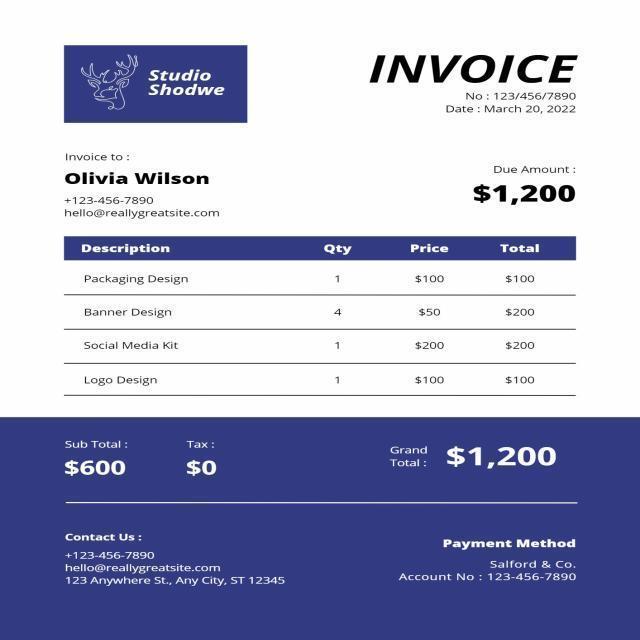 Studio
Shodwe
INVOICE
No : 123/456/7890
Date : March 20, 2022
Invoice to :
Olivia Wilson
+123-456-7890
hello@reallygreatsite.com
Due Amount :
$1,200
Description Qty Price Total
Packaging Design 1 $100 $100
Banner Design 4 $50 $200
Social Media Kit 1 $200 $200
Logo Design 1 $100 $100
Sub Total : Tax :
$600 $0
Grand
Total :
$1,200
Contact Us :
+123-456-7890
hello@reallygreatsite.com
123 Anywhere St., Any City, ST 12345
Payment Method
Salford & Co.
Account No : 123-456-7890